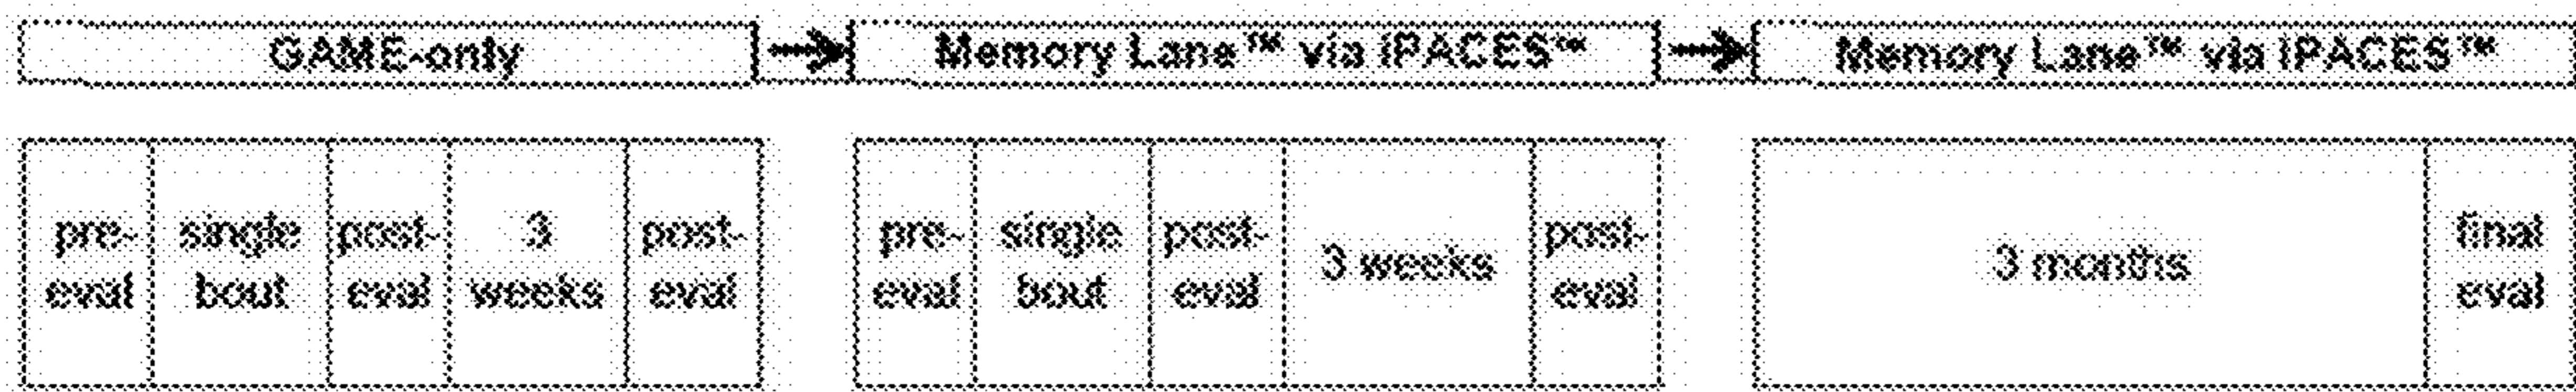 GAME-only
Memory Lane™ via iPACES™
Memory Lane™ via iPACES™
pre-
eval
single
bout
post-
eval
3
weeks
post-
eval
pre-
eval
single
bout
post-
eval
3 weeks
post-
eval
3 months
final
eval